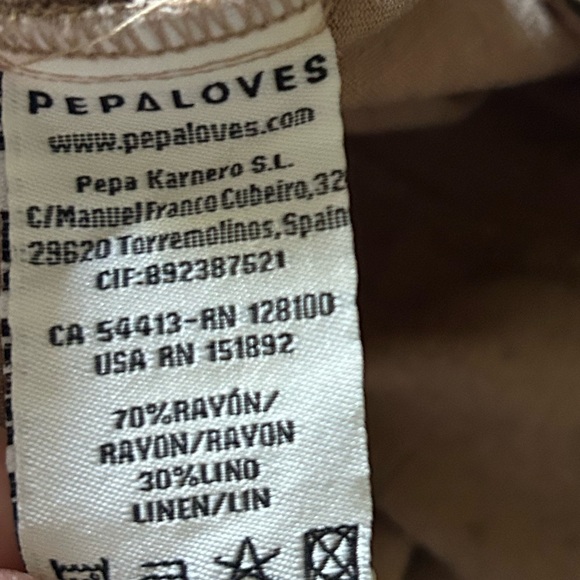 PEPALOVES
www.pepaloves.com
Pepa Karnero S.L.
C/Manuel Franco Cubeiro,32
29620 Torremolinos,Spain
CIF:B92387521
CA 54413-RN 128100
USA RN 151892
70%RAYÓN/
RAYON/RAYON
30%LINO
LINEN/LIN